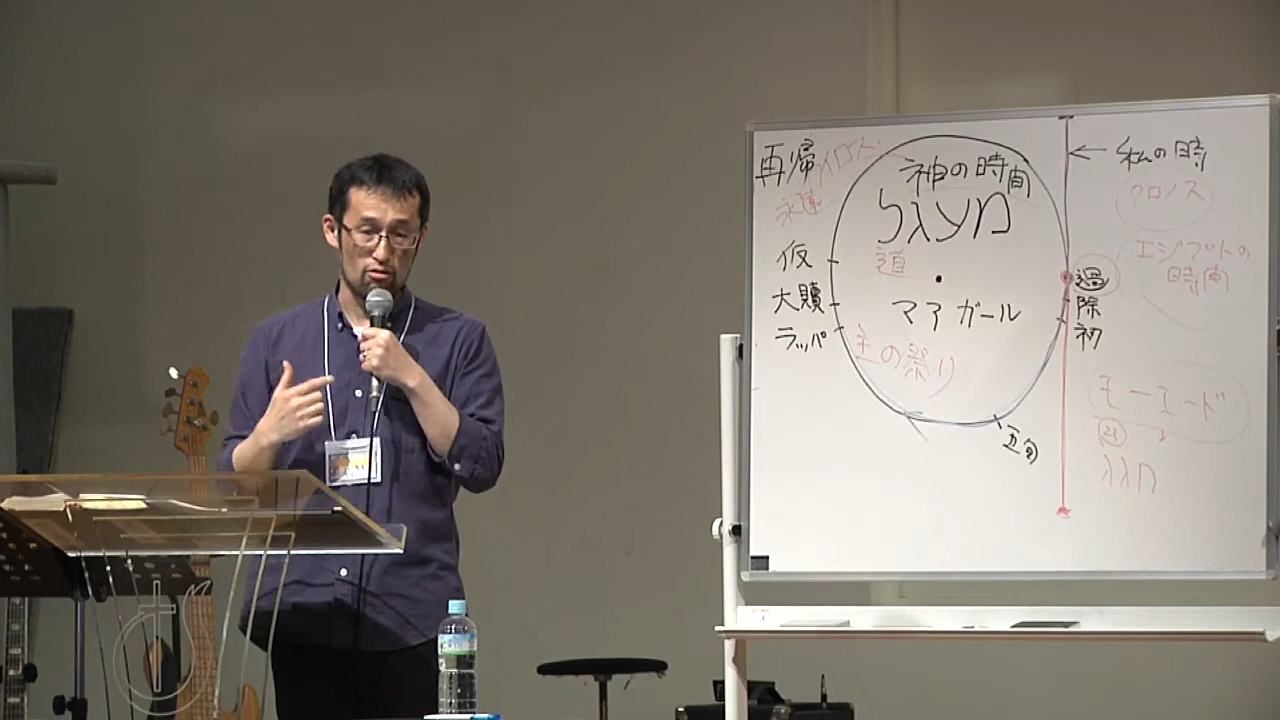 再帰
永遠
神の時間
道
マアガール
主の祭り
仮
大贖
ラッパ
← 私の時
クロノス
エジプトの
時間
過
除
初
五旬
モーエード